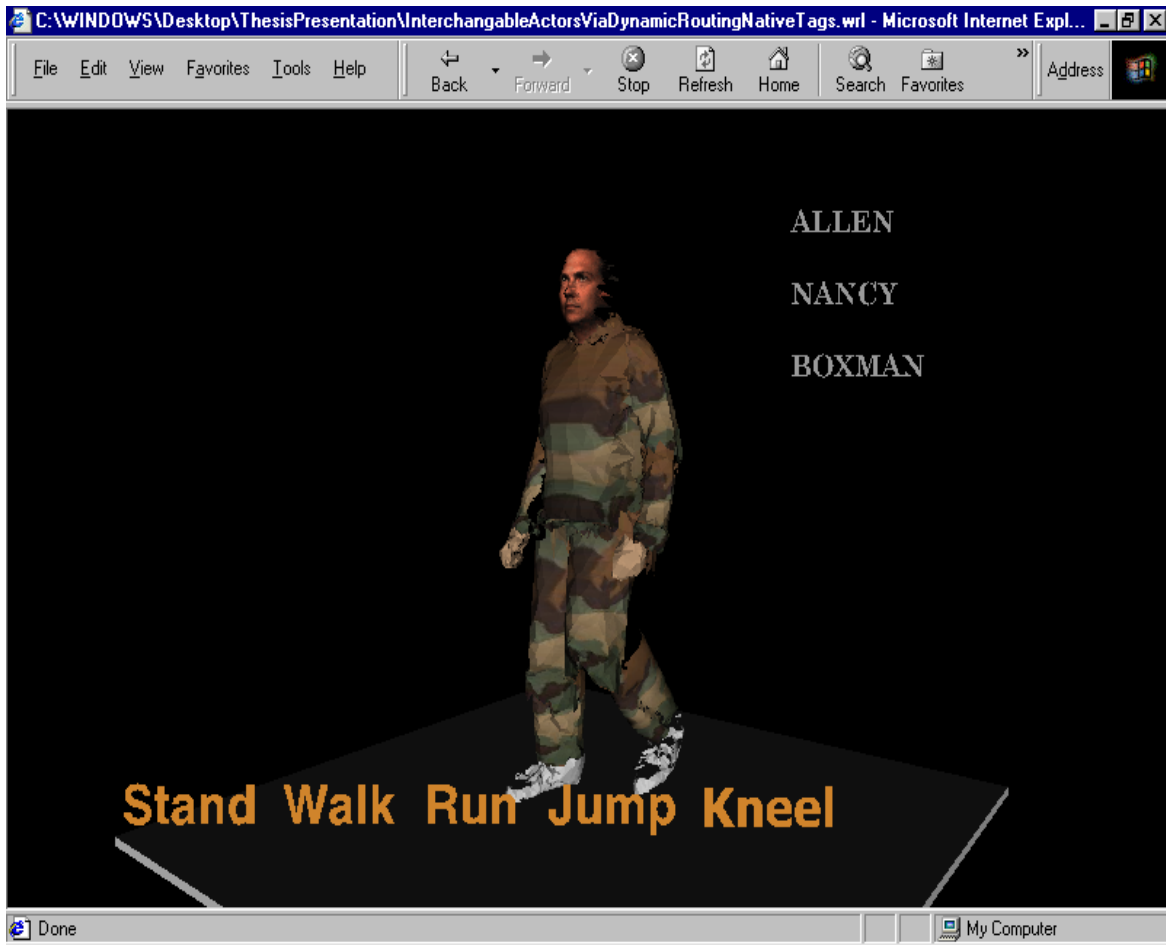 C:\WINDOWS\Desktop\ThesisPresentation\InterchangableActorsViaDynamicRoutingNativeTags.wrl - Microsoft Internet Expl...
File Edit View Favorites Tools Help Back Forward Stop Refresh Home Search Favorites » Address
ALLEN
NANCY
BOXMAN
Stand Walk Run Jump Kneel
Done My Computer